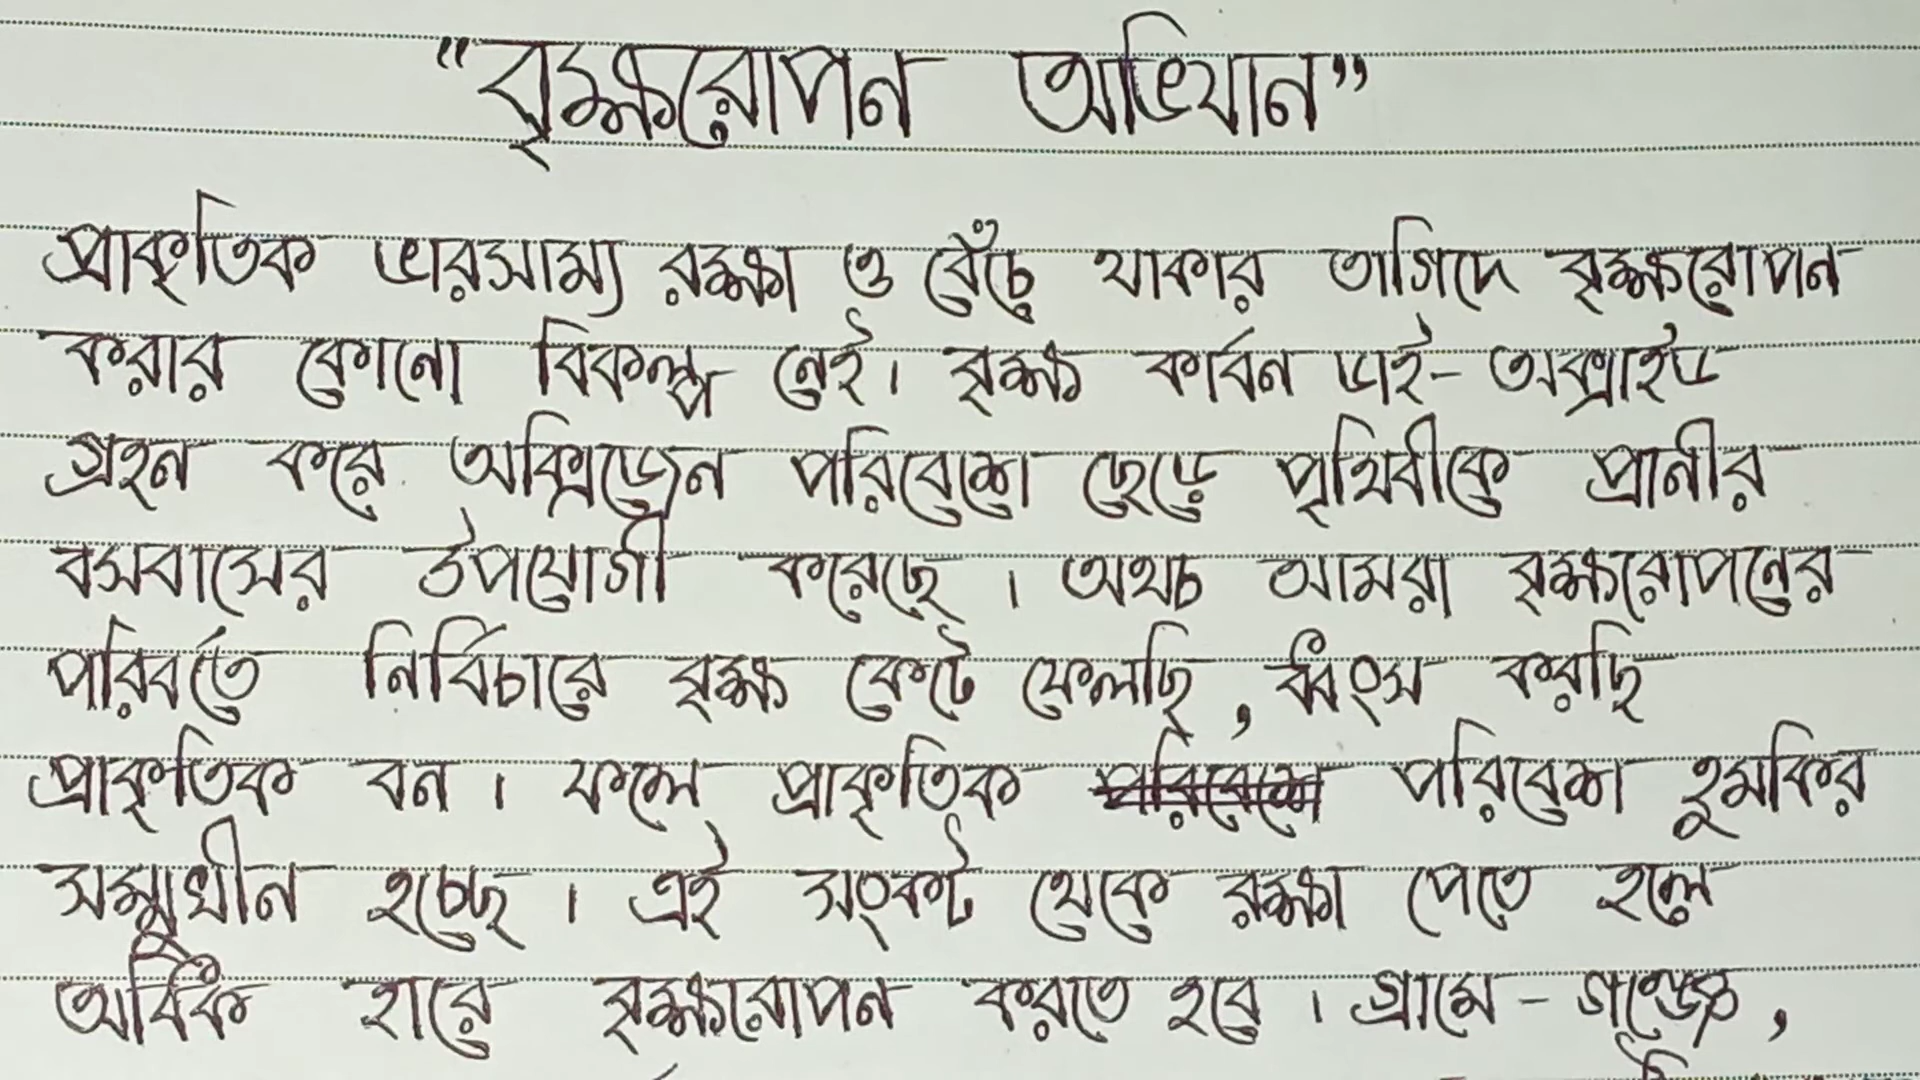 "বৃক্ষরোপন অভিযান"
প্রাকৃতিক ভারসাম্য রক্ষা ও বেঁচে থাকার তাগিদে বৃক্ষরোপন
করার কোনো বিকল্প নেই। বৃক্ষ কার্বন ডাই-অক্সাইড
গ্রহন করে অক্সিজেন পরিবেশে ছেড়ে পৃথিবীকে প্রানীর
বসবাসের উপযোগী করেছে। অথচ আমরা বৃক্ষরোপনের
পরিবর্তে নির্বিচারে বৃক্ষ কেটে ফেলছি, ধ্বংস করছি
প্রাকৃতিক বন। ফলে প্রাকৃতিক পরিবেশ পরিবেশ হুমকির
সম্মুখীন হচ্ছে। এই সংকট থেকে রক্ষা পেতে হলে
অধিক হারে বৃক্ষরোপন করতে হবে। গ্রামে-গঞ্জে,